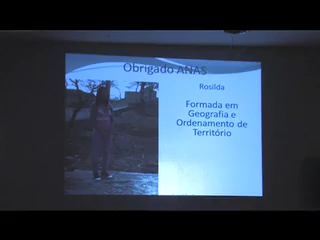 Obrigado ANAS
Rosilda
Formada em
Geografia e
Ordenamento de
Território